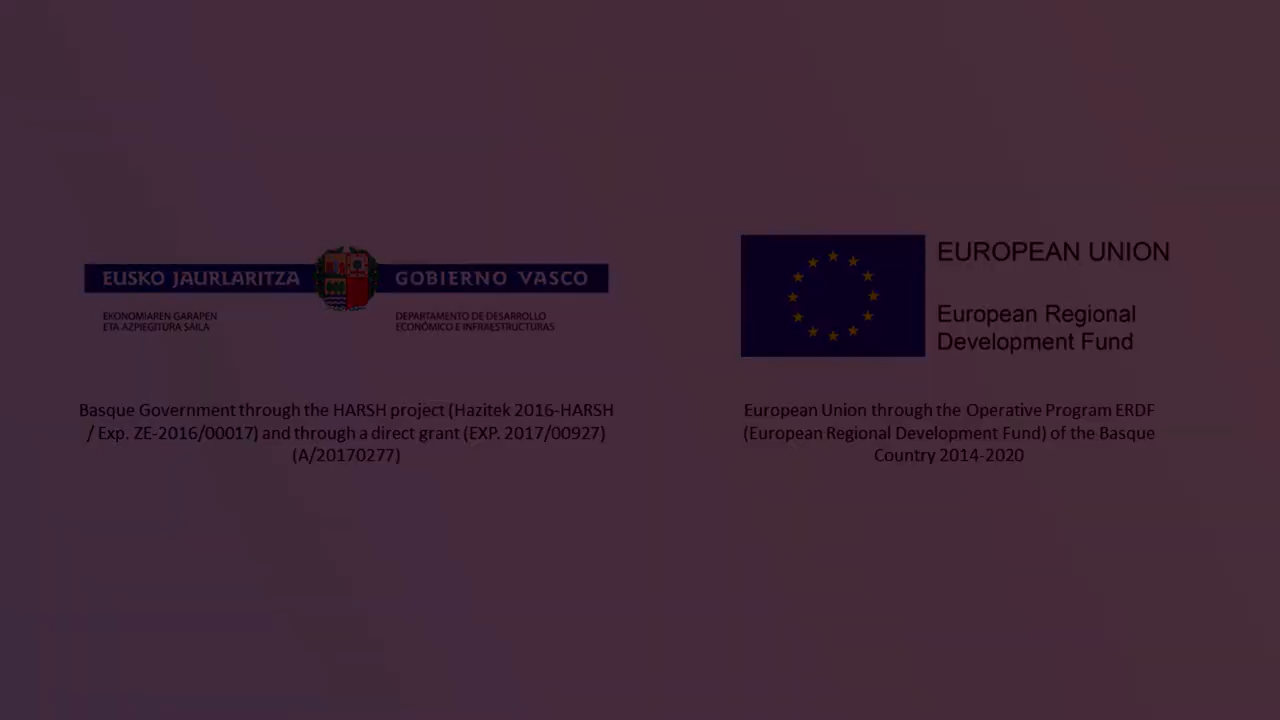 EUSKO JAURLARITZA GOBIERNO VASCO
EKONOMIAREN GARAPEN
ETA AZPIEGITURA SAILA
DEPARTAMENTO DE DESARROLLO
ECONÓMICO E INFRAESTRUCTURAS
Basque Government through the HARSH project (Hazitek 2016-HARSH
/ Exp. ZE-2016/00017) and through a direct grant (EXP. 2017/00927)
(A/20170277)
EUROPEAN UNION
European Regional
Development Fund
European Union through the Operative Program ERDF
(European Regional Development Fund) of the Basque
Country 2014-2020